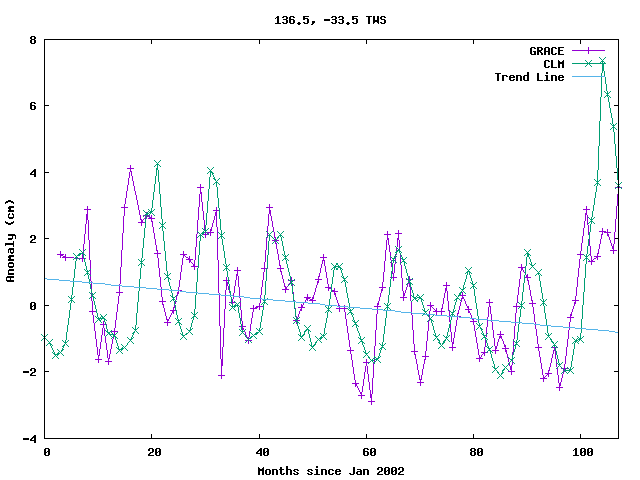 136.5, -33.5 TWS
GRACE
CLM
Trend Line
8
6
4
2
0
-2
-4
Anomaly (cm)
0 20 40 60 80 100
Months since Jan 2002